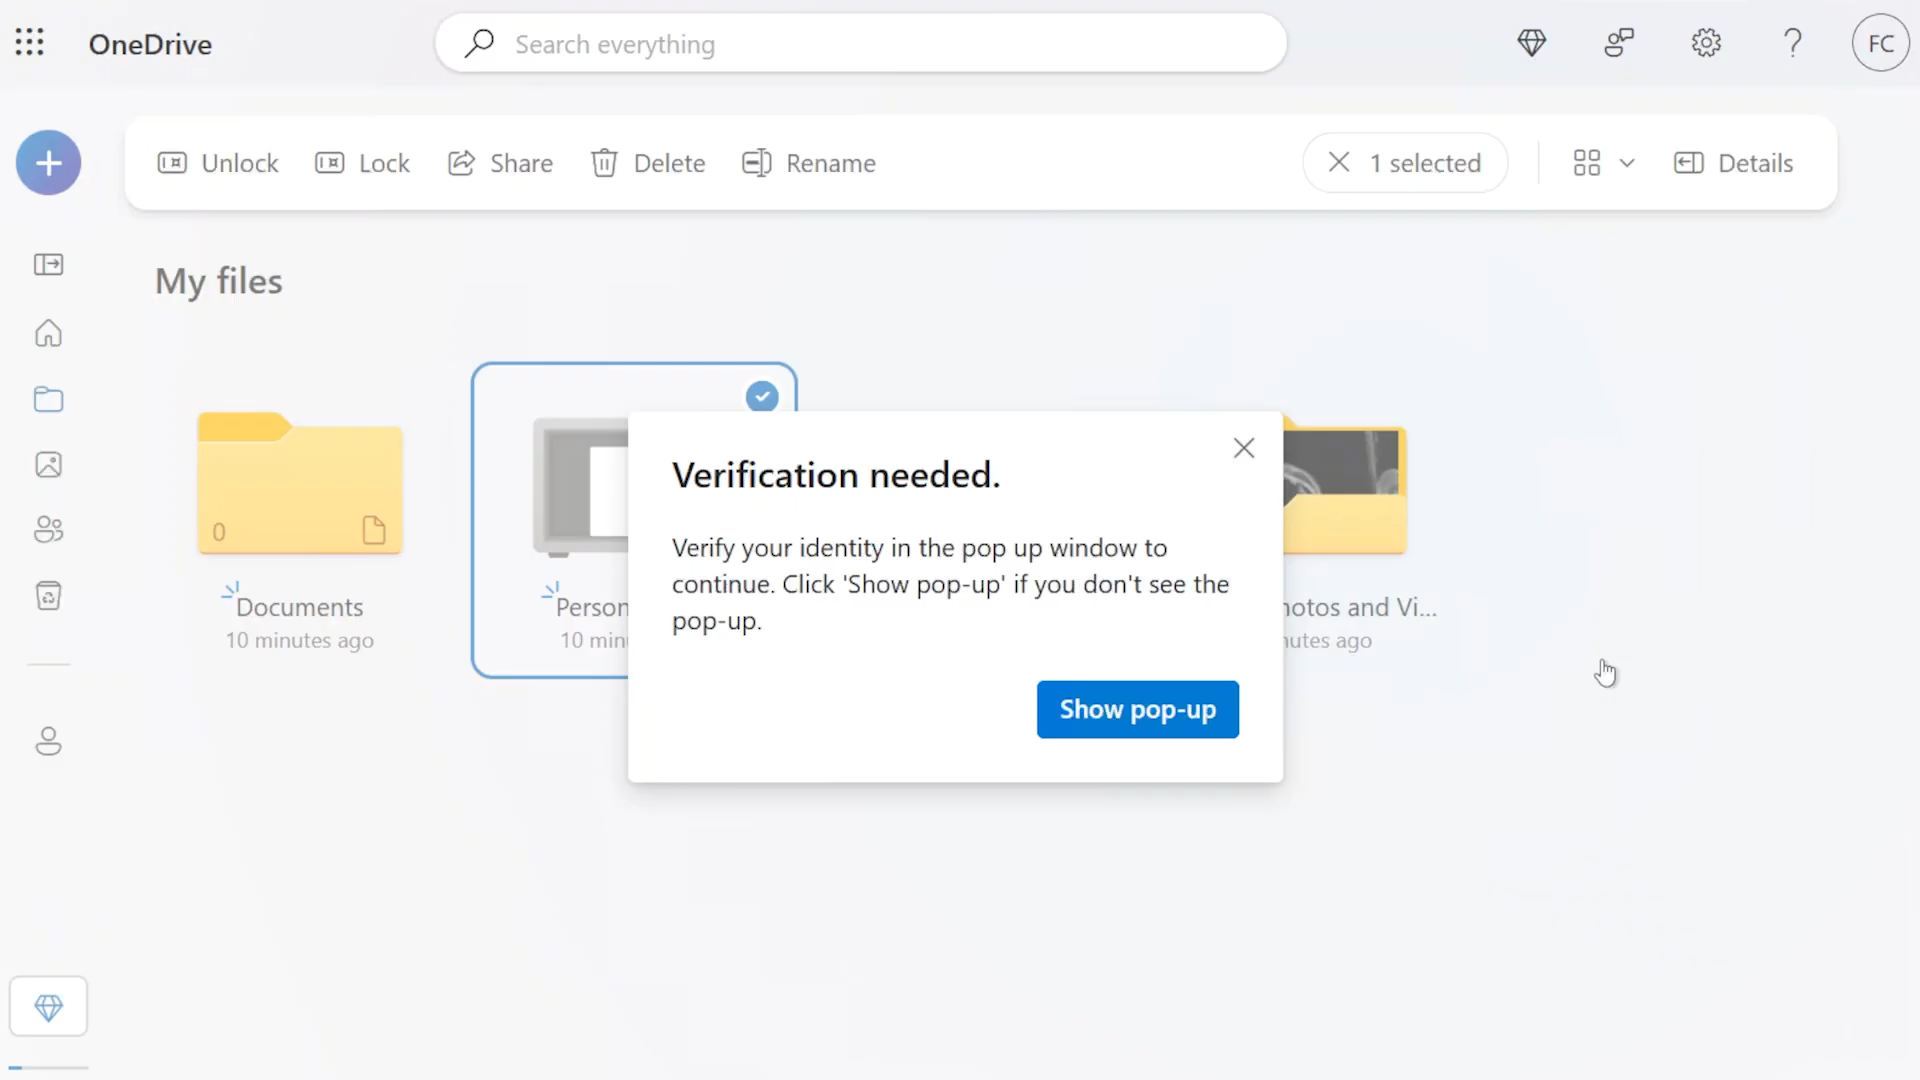 OneDrive
Search everything
FC
Unlock
Lock
Share
Delete
Rename
1 selected
Details
My files
Verification needed.
Verify your identity in the pop up window to
continue. Click 'Show pop-up' if you don't see the
pop-up.
Show pop-up
0
Documents
10 minutes ago
Person
10 min
hotos and Vi...
utes ago